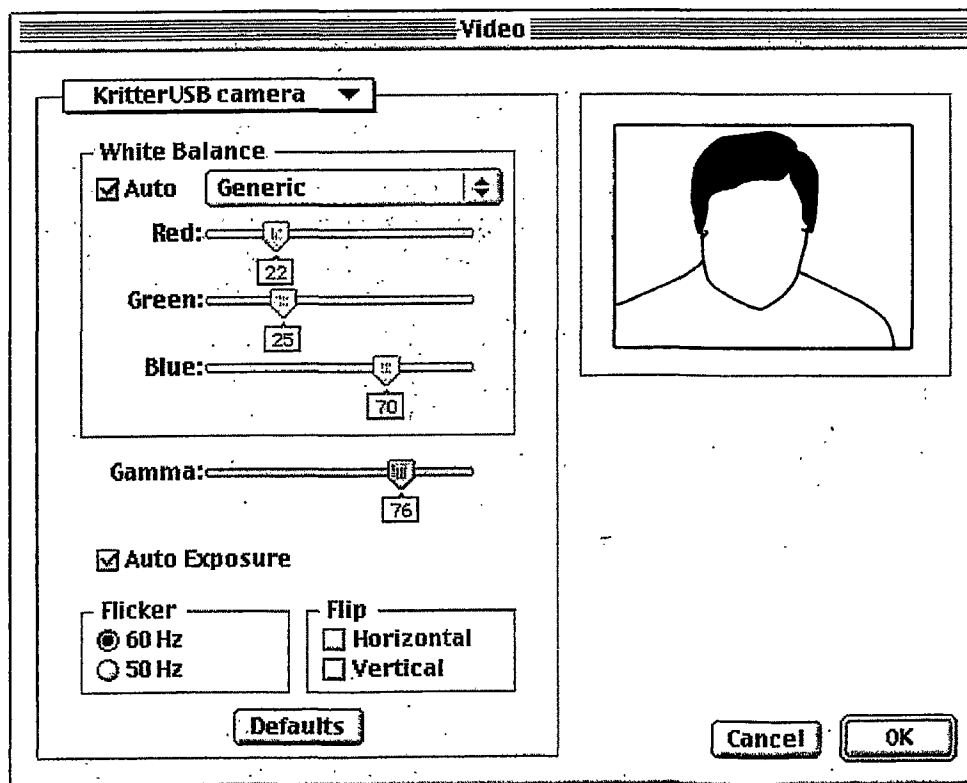 Video
KritterUSB camera
White Balance
Auto Generic
Red:
22
Green:
25
Blue:
70
Gamma:
76
Auto Exposure
Flicker
60 Hz
50 Hz
Flip
Horizontal
Vertical
Defaults
Cancel OK